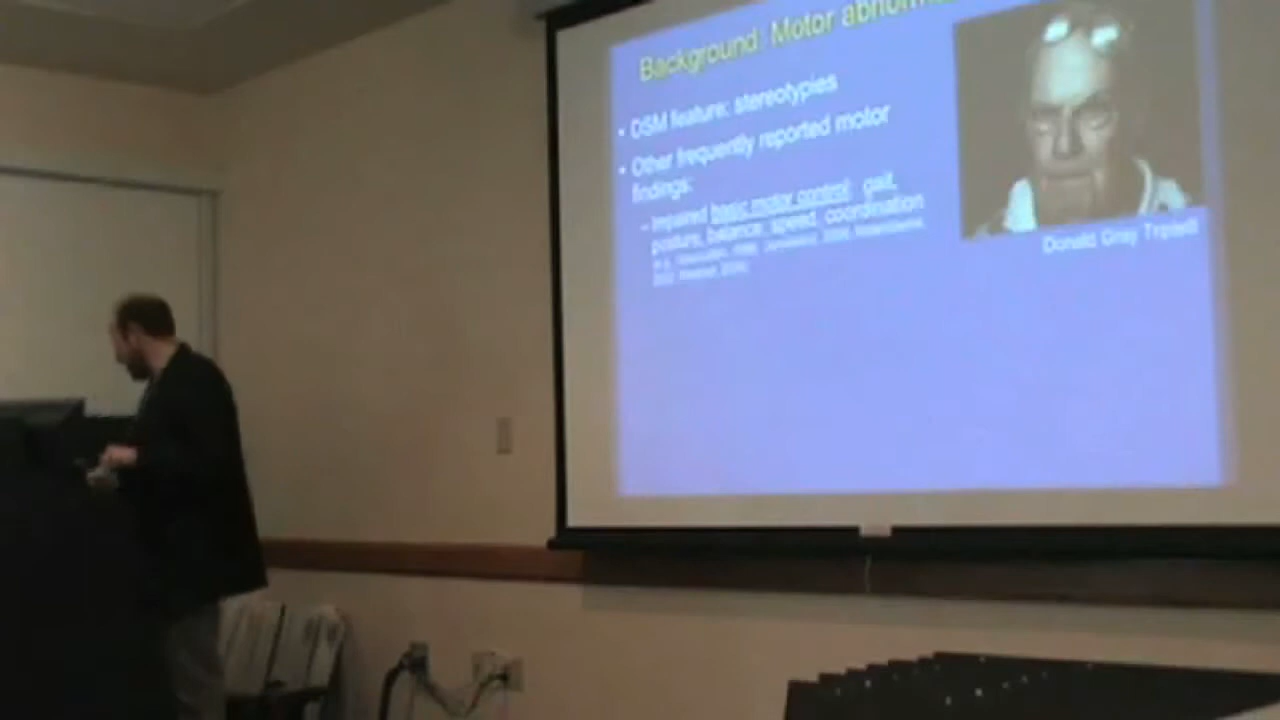 Background: Motor
• DSM feature: stereotypies
• Other frequently reported motor
findings:
– Impaired basic motor control: gait,
posture, balance, speed, coordination
Donald Gray Triplett